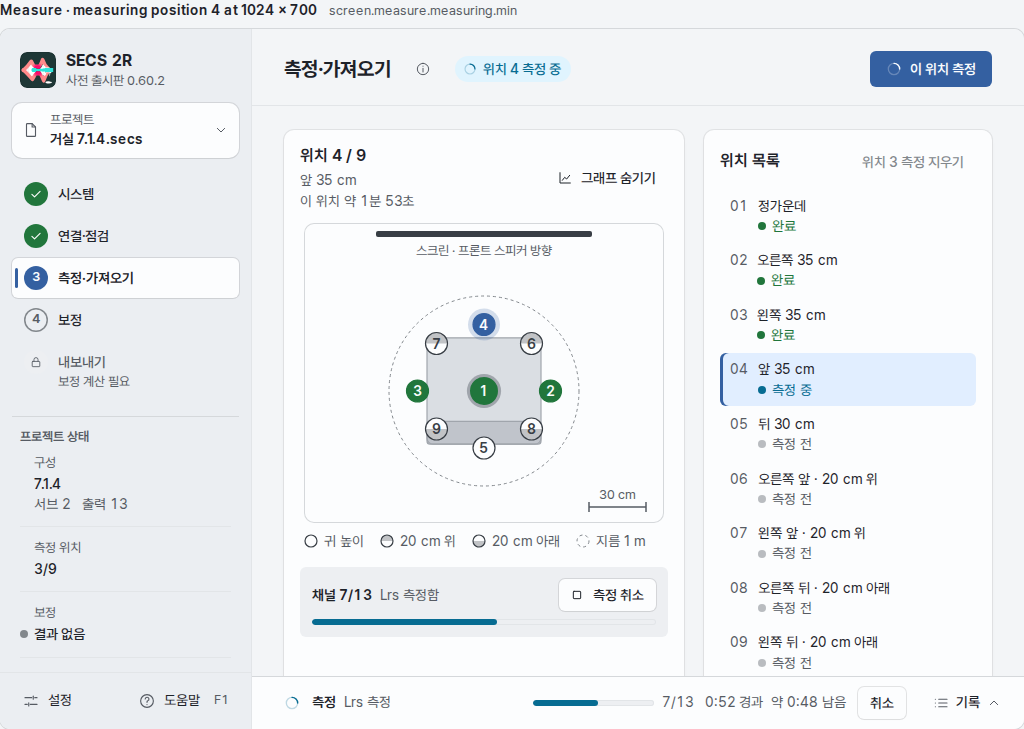 Measure · measuring position 4 at 1024 × 700 screen.measure.measuring.min
SECS 2R
사전 출시판 0.60.2
프로젝트
거실 7.1.4.secs
시스템
연결·점검
3 측정·가져오기
4 보정
내보내기
보정 계산 필요
프로젝트 상태
구성
7.1.4
서브 2 출력 13
측정 위치
3/9
보정
결과 없음
설정
도움말 F1
측정·가져오기
위치 4 측정 중
이 위치 측정
위치 4 / 9
앞 35 cm
이 위치 약 1분 53초
그래프 숨기기
스크린 · 프론트 스피커 방향
4
7 6
3 1 2
9 8
5
30 cm
귀 높이 20 cm 위 20 cm 아래 지름 1 m
채널 7/13 Lrs 측정함
측정 취소
위치 목록
위치 3 측정 지우기
01 정가운데
완료
02 오른쪽 35 cm
완료
03 왼쪽 35 cm
완료
04 앞 35 cm
측정 중
05 뒤 30 cm
측정 전
06 오른쪽 앞 · 20 cm 위
측정 전
07 왼쪽 앞 · 20 cm 위
측정 전
08 오른쪽 뒤 · 20 cm 아래
측정 전
09 왼쪽 뒤 · 20 cm 아래
측정 전
측정 Lrs 측정
7/13 0:52 경과 약 0:48 남음
취소
기록